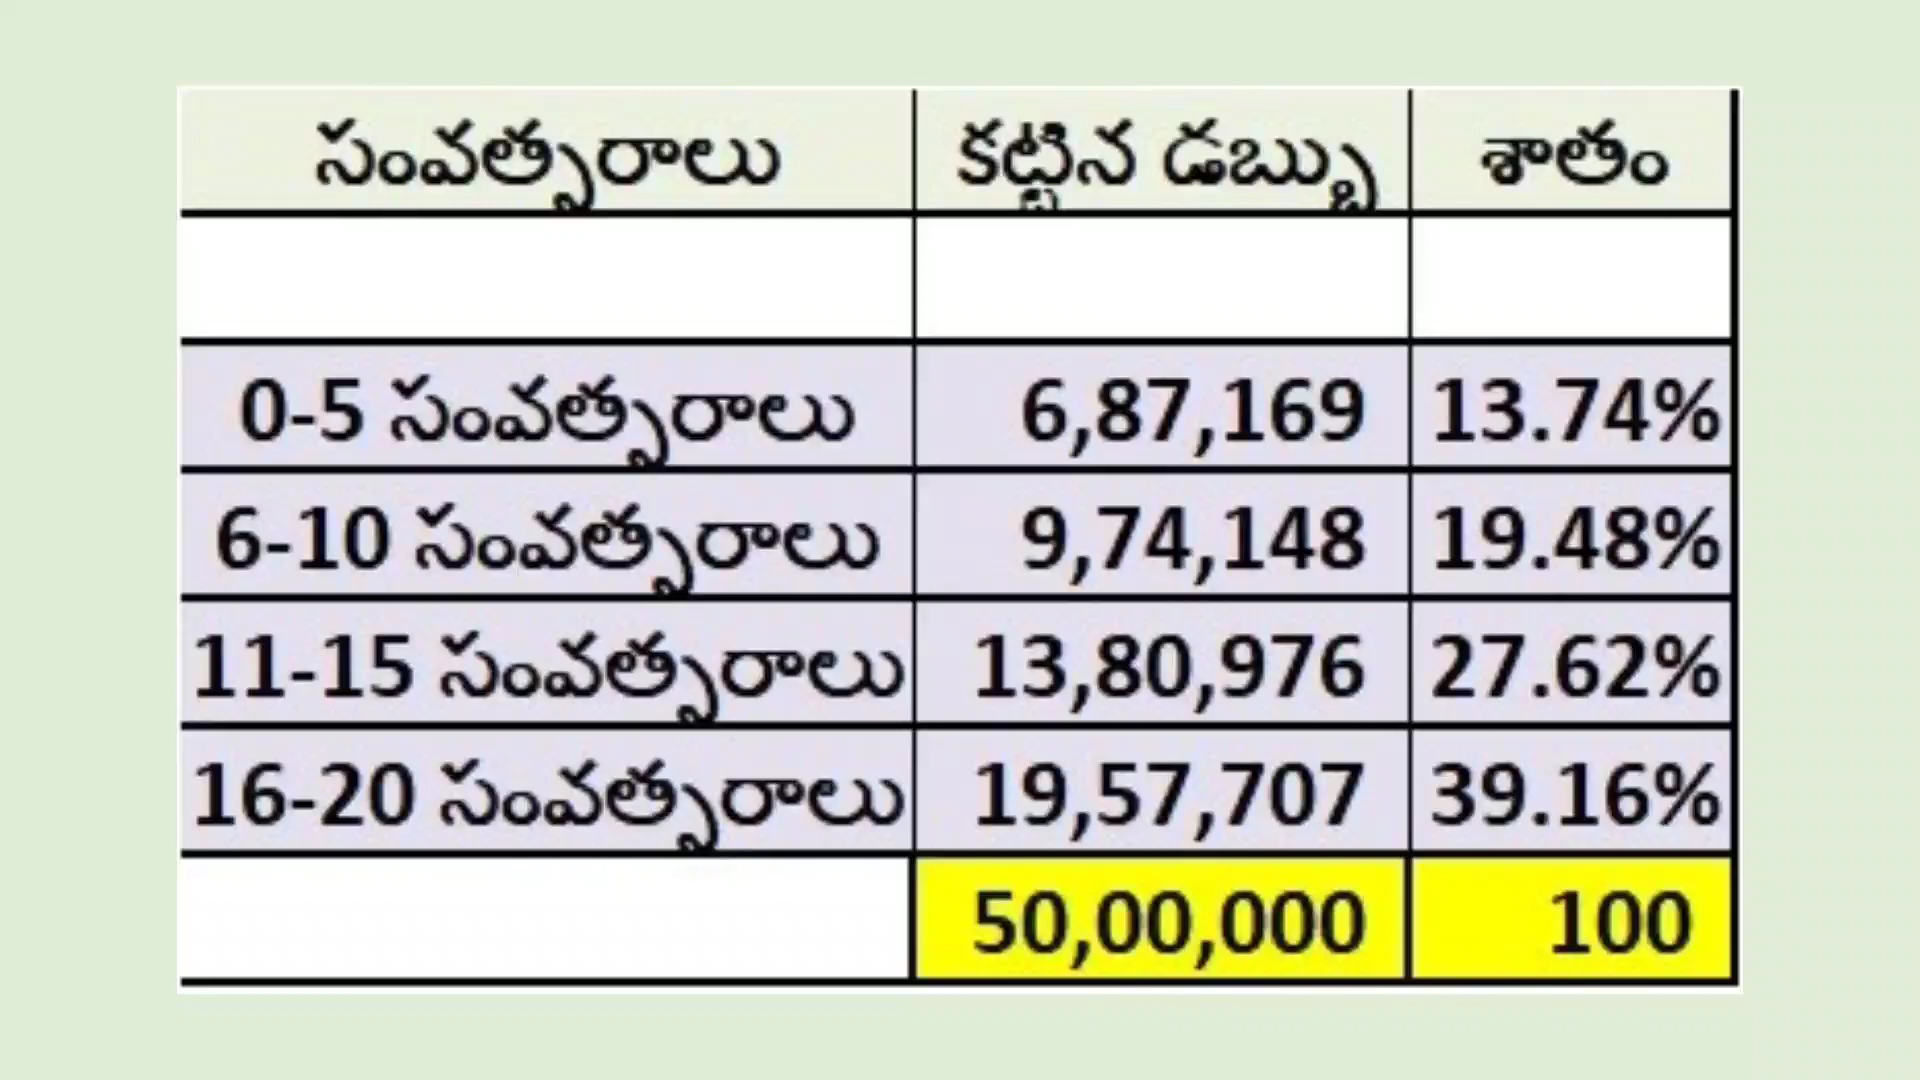 సంవత్సరాలు కట్టిన డబ్బు శాతం
0-5 సంవత్సరాలు 6,87,169 13.74%
6-10 సంవత్సరాలు 9,74,148 19.48%
11-15 సంవత్సరాలు 13,80,976 27.62%
16-20 సంవత్సరాలు 19,57,707 39.16%
50,00,000 100